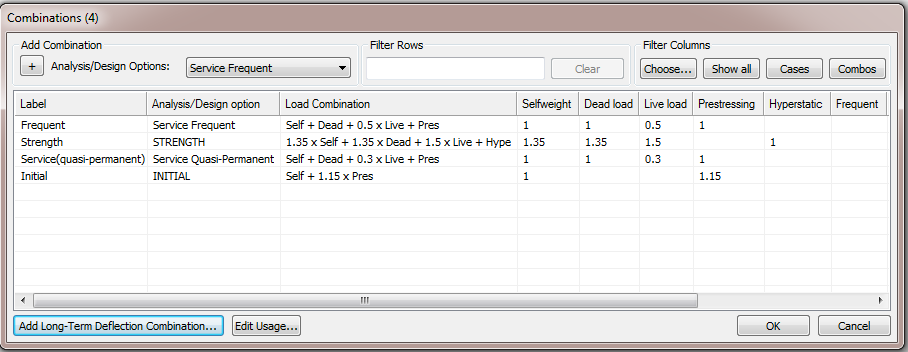 Combinations (4)
Add Combination
+ Analysis/Design Options: Service Frequent
Filter Rows
Clear
Filter Columns
Choose... Show all Cases Combos
Label Analysis/Design option Load Combination Selfweight Dead load Live load Prestressing Hyperstatic Frequent
Frequent Service Frequent Self + Dead + 0.5 x Live + Pres 1 1 0.5 1
Strength STRENGTH 1.35 x Self + 1.35 x Dead + 1.5 x Live + Hype 1.35 1.35 1.5 1
Service(quasi-permanent) Service Quasi-Permanent Self + Dead + 0.3 x Live + Pres 1 1 0.3 1
Initial INITIAL Self + 1.15 x Pres 1 1.15
Add Long-Term Deflection Combination... Edit Usage... OK Cancel